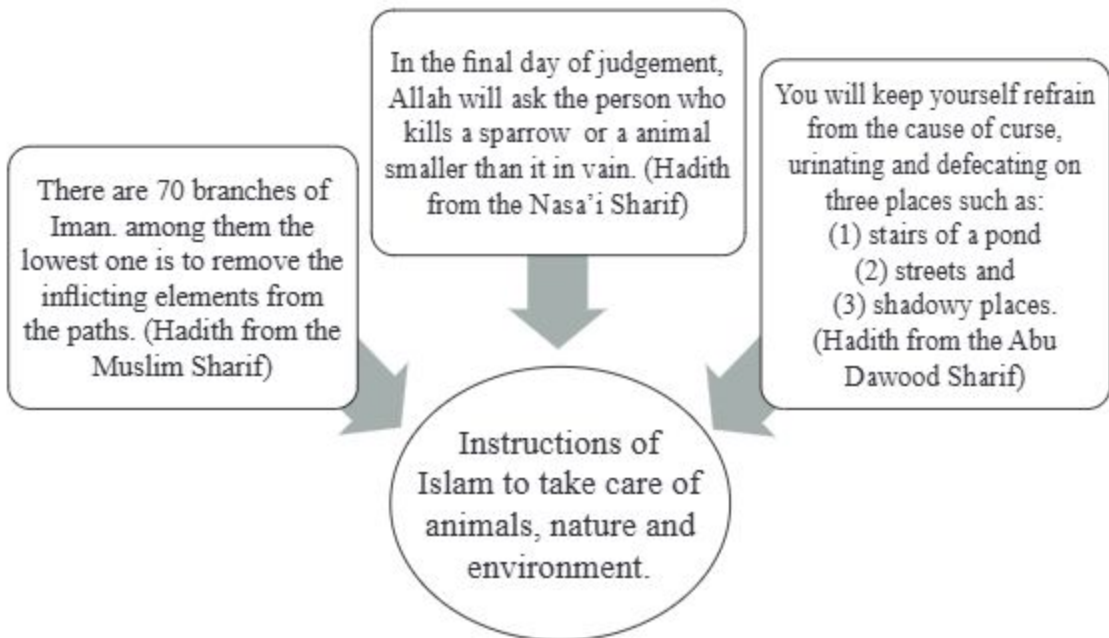 There are 70 branches of
Iman. among them the
lowest one is to remove the
inflicting elements from
the paths. (Hadith from the
Muslim Sharif)
In the final day of judgement,
Allah will ask the person who
kills a sparrow or a animal
smaller than it in vain. (Hadith
from the Nasa’i Sharif)
You will keep yourself refrain
from the cause of curse,
urinating and defecating on
three places such as:
(1) stairs of a pond
(2) streets and
(3) shadowy places.
(Hadith from the Abu
Dawood Sharif)
Instructions of
Islam to take care of
animals, nature and
environment.